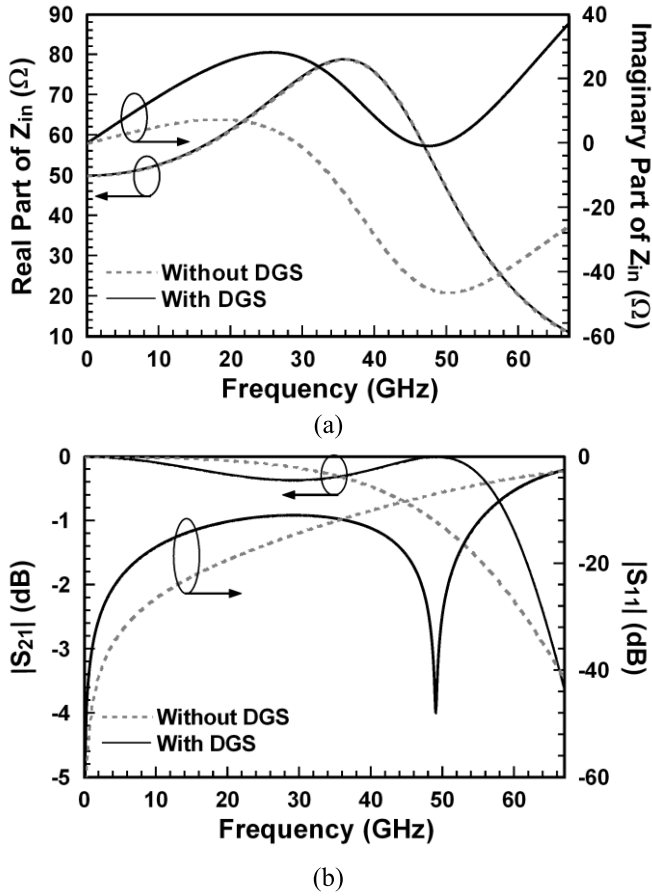 90
80
70
60
50
40
30
20
10
Real Part of Zin (Ω)
40
20
0
-20
-40
-60
Imaginary Part of Zin (Ω)
Without DGS
With DGS
0 10 20 30 40 50 60
Frequency (GHz)
(a)
0
-1
-2
-3
-4
-5
|S21| (dB)
0
-20
-40
-60
|S11| (dB)
Without DGS
With DGS
0 10 20 30 40 50 60
Frequency (GHz)
(b)